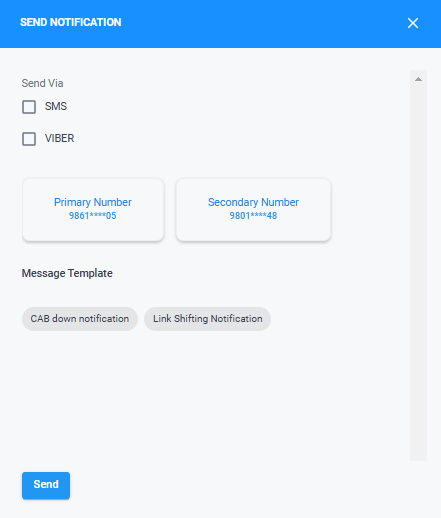 SEND NOTIFICATION
Send Via
SMS
VIBER
Primary Number
9861****05
Secondary Number
9801****48
Message Template
CAB down notification
Link Shifting Notification
Send